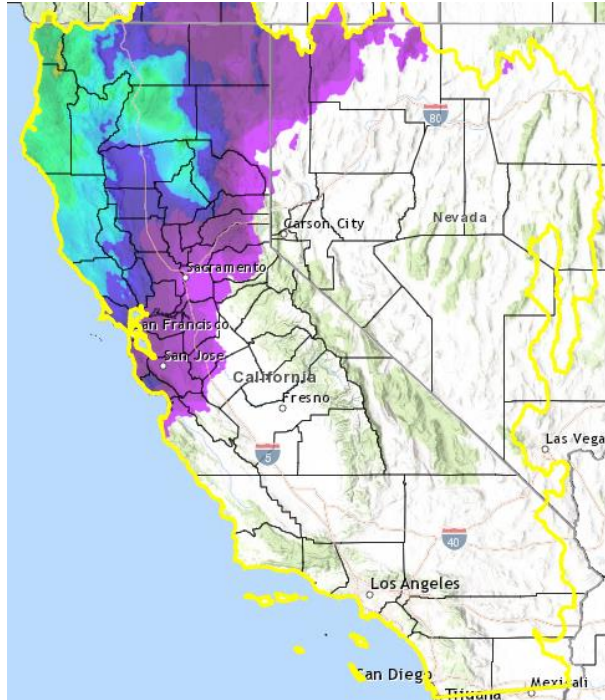 80
Nevada
Carson City
Sacramento
San Francisco
San Jose
California
Fresno
5
Las Vega
40
Los Angeles
San Diego
Mexicali
Tijuana